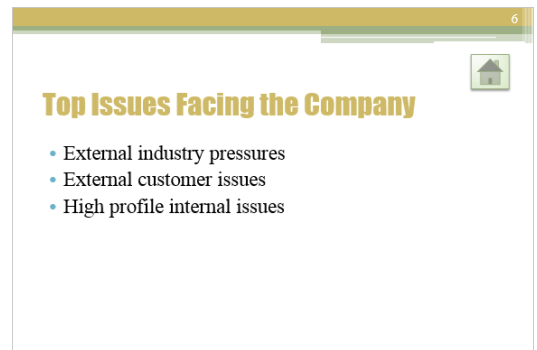 6
Top Issues Facing the Company
• External industry pressures
• External customer issues
• High profile internal issues